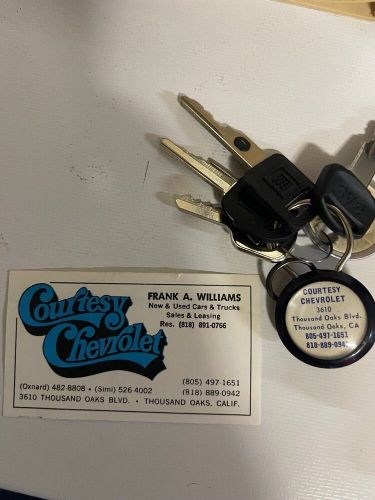 Courtesy
Chevrolet
FRANK A. WILLIAMS
New & Used Cars & Trucks
Sales & Leasing
Res. (818) 891-0766
(Oxnard) 482-8808 • (Simi) 526 4002
(805) 497-1651
(818) 889-0942
3610 THOUSAND OAKS BLVD. • THOUSAND OAKS, CALIF.
GM
COURTESY
CHEVROLET
3610
Thousand Oaks Blvd.
Thousand Oaks, CA
805-497-1651
818-889-0942